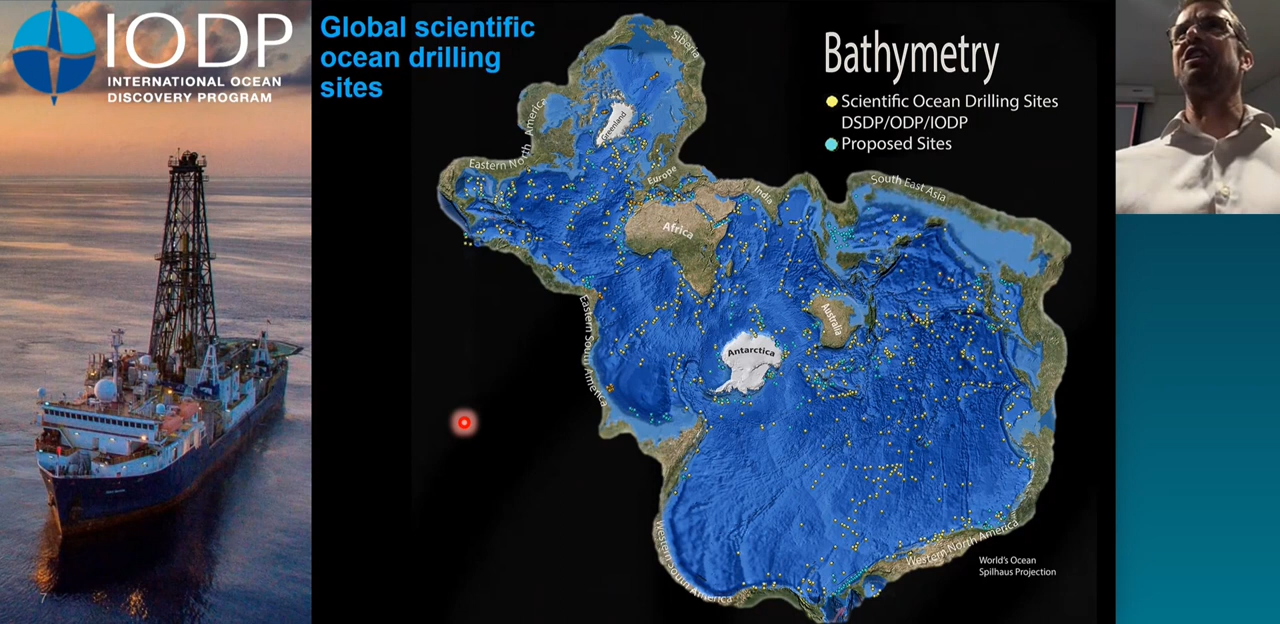 IODP
INTERNATIONAL OCEAN
DISCOVERY PROGRAM
Global scientific
ocean drilling
sites
Bathymetry
Scientific Ocean Drilling Sites
DSDP/ODP/IODP
Proposed Sites
Siberia
Greenland
Eastern North America
Europe
India
South East Asia
Africa
Australia
Antarctica
Eastern South America
Western South America
Western North America
World's Ocean
Spilhaus Projection